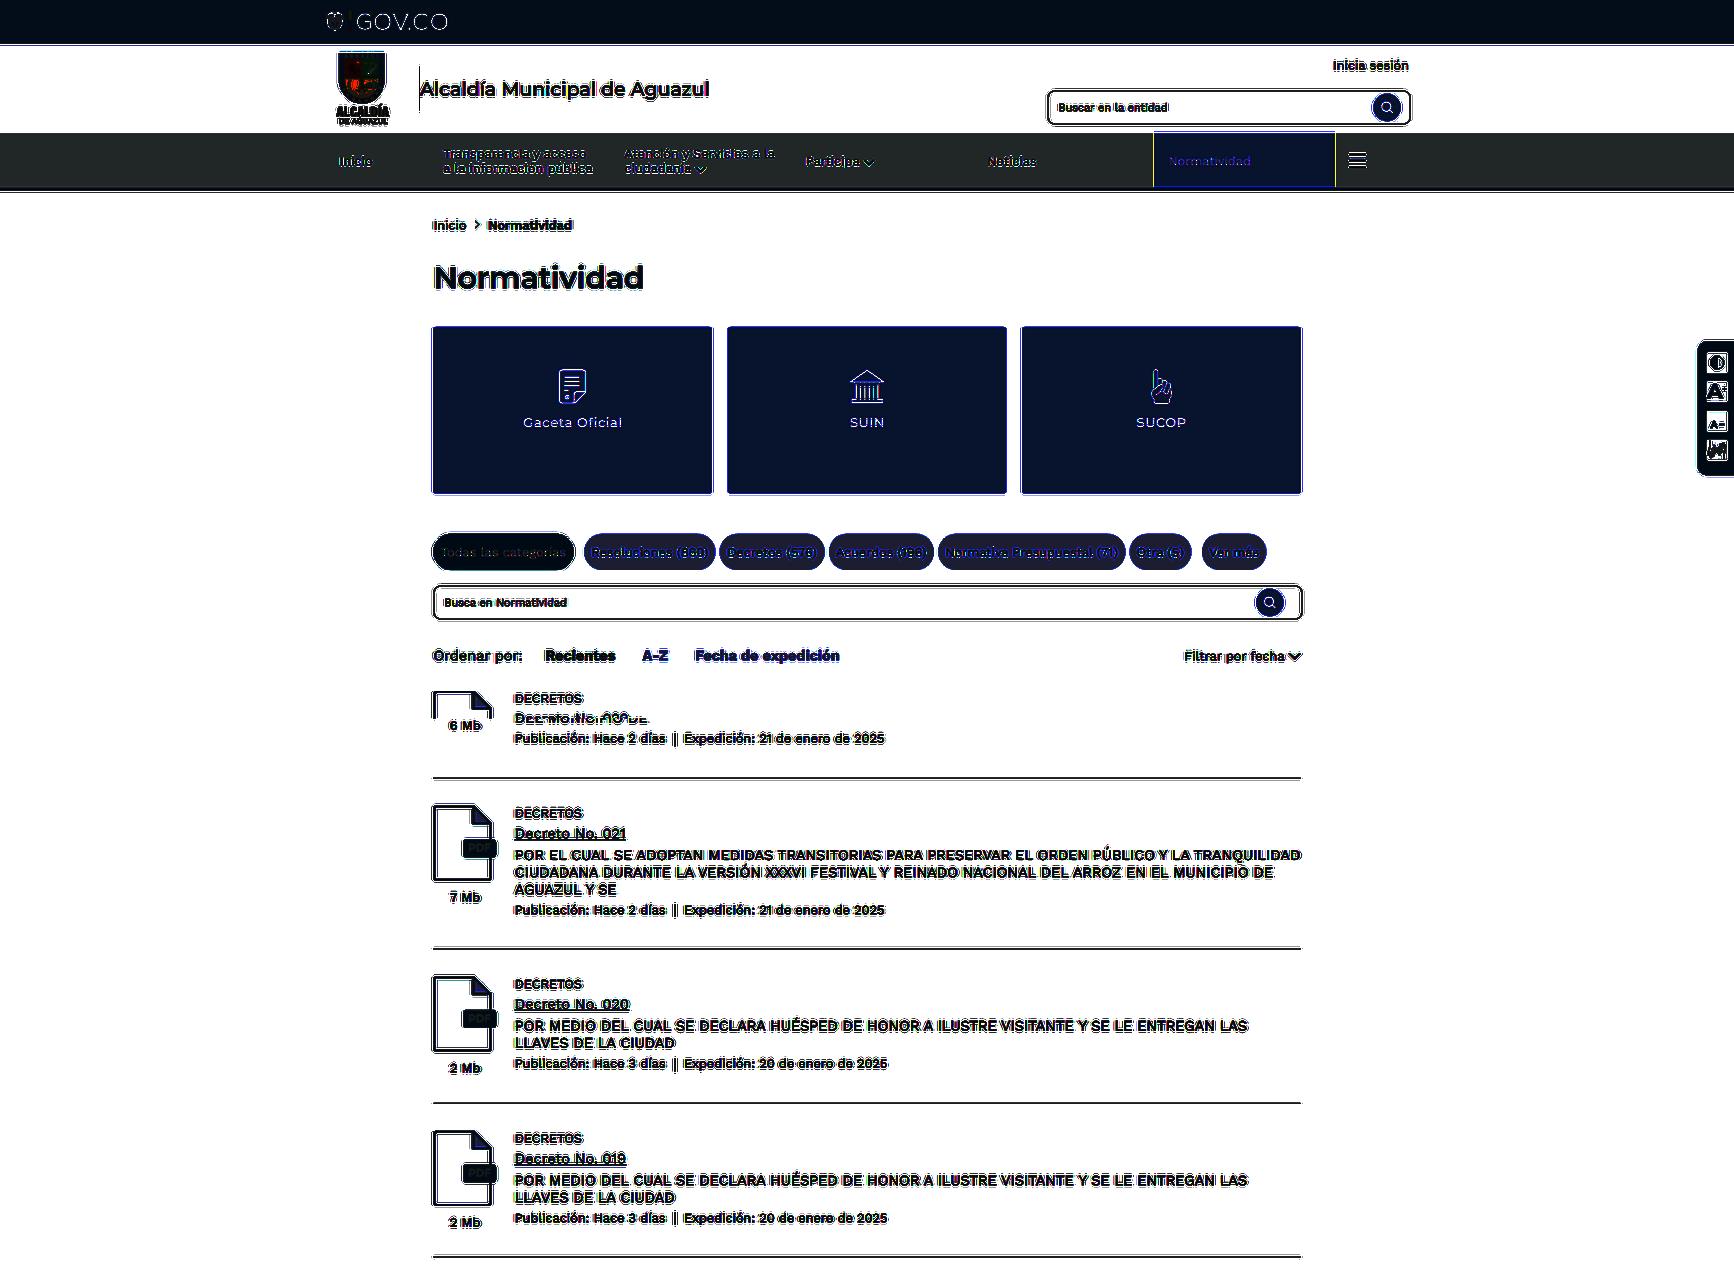 GOV.CO
Inicia sesión
ALCALDÍA
DE AGUAZUL
Alcaldía Municipal de Aguazul
Buscar en la entidad
Inicio
Transparencia y acceso
a la información pública
Atención y Servicios a la
ciudadanía
Participa
Noticias
Normatividad
Inicio > Normatividad
Normatividad
Gaceta Oficial
SUIN
SUCOP
Todas las categorías
Resoluciones
Decretos
Acuerdos
Normativa Presupuestal (71)
Otra
Ver más
Busca en Normatividad
Ordenar por: Recientes A-Z Fecha de expedición
Filtrar por fecha
DECRETOS
6 Mb
Decreto No.
Publicación: Hace 2 días | Expedición: 21 de enero de 2025
DECRETOS
Decreto No. 021
PDF
POR EL CUAL SE ADOPTAN MEDIDAS TRANSITORIAS PARA PRESERVAR EL ORDEN PÚBLICO Y LA TRANQUILIDAD
CIUDADANA DURANTE LA VERSIÓN XXXVI FESTIVAL Y REINADO NACIONAL DEL ARROZ EN EL MUNICIPIO DE
AGUAZUL Y SE
7 Mb
Publicación: Hace 2 días | Expedición: 21 de enero de 2025
DECRETOS
Decreto No. 020
PDF
POR MEDIO DEL CUAL SE DECLARA HUÉSPED DE HONOR A ILUSTRE VISITANTE Y SE LE ENTREGAN LAS
LLAVES DE LA CIUDAD
2 Mb
Publicación: Hace 3 días | Expedición: 20 de enero de 2025
DECRETOS
Decreto No. 019
PDF
POR MEDIO DEL CUAL SE DECLARA HUÉSPED DE HONOR A ILUSTRE VISITANTE Y SE LE ENTREGAN LAS
LLAVES DE LA CIUDAD
2 Mb
Publicación: Hace 3 días | Expedición: 20 de enero de 2025